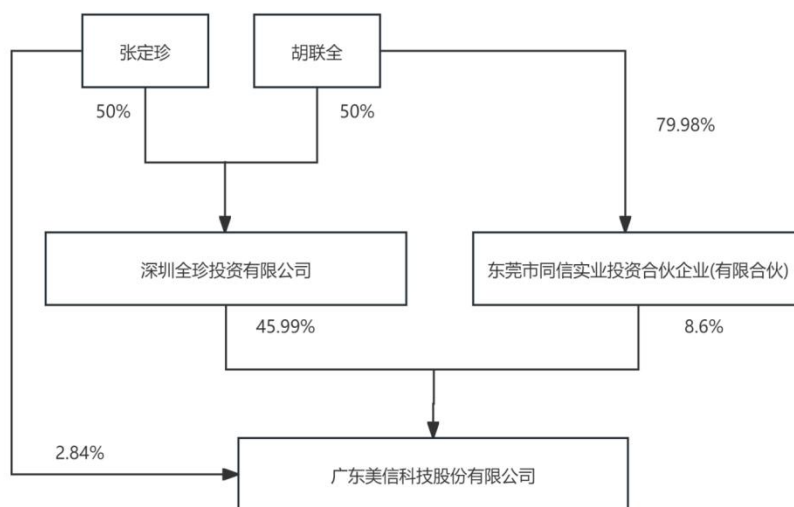 张定珍
胡联全
50%
50%
79.98%
深圳全珍投资有限公司
东莞市同信实业投资合伙企业(有限合伙)
45.99%
8.6%
2.84%
广东美信科技股份有限公司